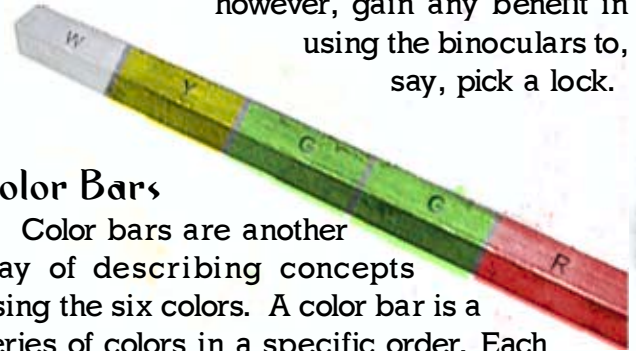 however, gain any benefit in
using the binoculars to,
say, pick a lock.
W Y G G R
olor Bars
Color bars are another
ay of describing concepts
sing the six colors. A color bar is a
eries of colors in a specific order. Each